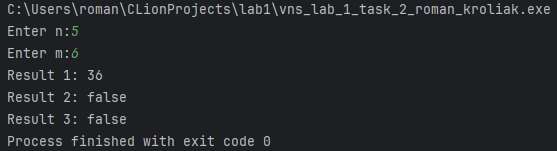 C:\Users\roman\CLionProjects\lab1\vns_lab_1_task_2_roman_kroliak.exe
Enter n:5
Enter m:6
Result 1: 36
Result 2: false
Result 3: false
Process finished with exit code 0